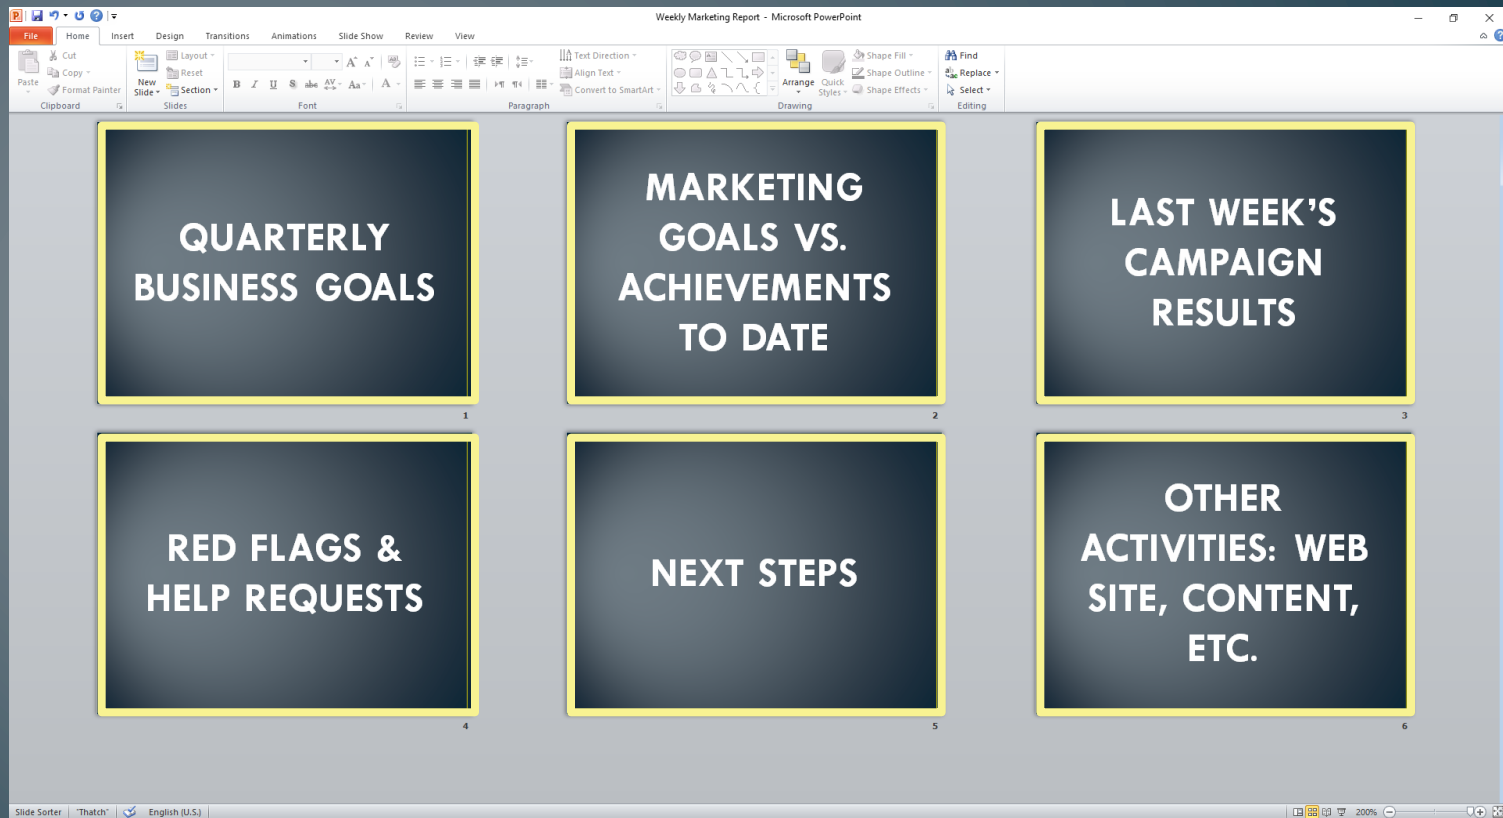 Weekly Marketing Report - Microsoft PowerPoint
File Home Insert Design Transitions Animations Slide Show Review View
Paste
Cut
Copy
Format Painter
Clipboard
New Slide
Layout
Reset
Section
Slides
B I U S abc AV Aa A
Font
Paragraph
Text Direction
Align Text
Convert to SmartArt
Arrange
Quick Styles
Shape Fill
Shape Outline
Shape Effects
Drawing
Find
Replace
Select
Editing
QUARTERLY
BUSINESS GOALS
1
MARKETING
GOALS VS.
ACHIEVEMENTS
TO DATE
2
LAST WEEK'S
CAMPAIGN
RESULTS
3
RED FLAGS &
HELP REQUESTS
4
NEXT STEPS
5
OTHER
ACTIVITIES: WEB
SITE, CONTENT,
ETC.
6
Slide Sorter "Thatch" English (U.S.) 200%